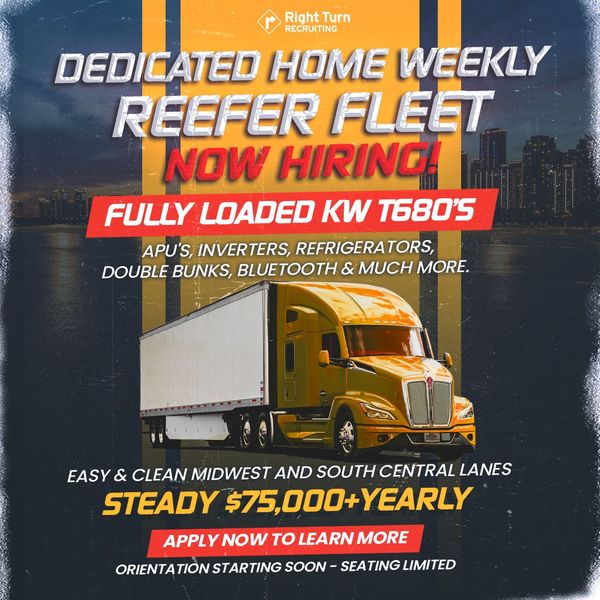 Right Turn
RECRUITING
DEDICATED HOME WEEKLY
REEFER FLEET
NOW HIRING!
FULLY LOADED KW T680'S
APU'S, INVERTERS, REFRIGERATORS,
DOUBLE BUNKS, BLUETOOTH & MUCH MORE.
EASY & CLEAN MIDWEST AND SOUTH CENTRAL LANES
STEADY $75,000+YEARLY
APPLY NOW TO LEARN MORE
ORIENTATION STARTING SOON - SEATING LIMITED